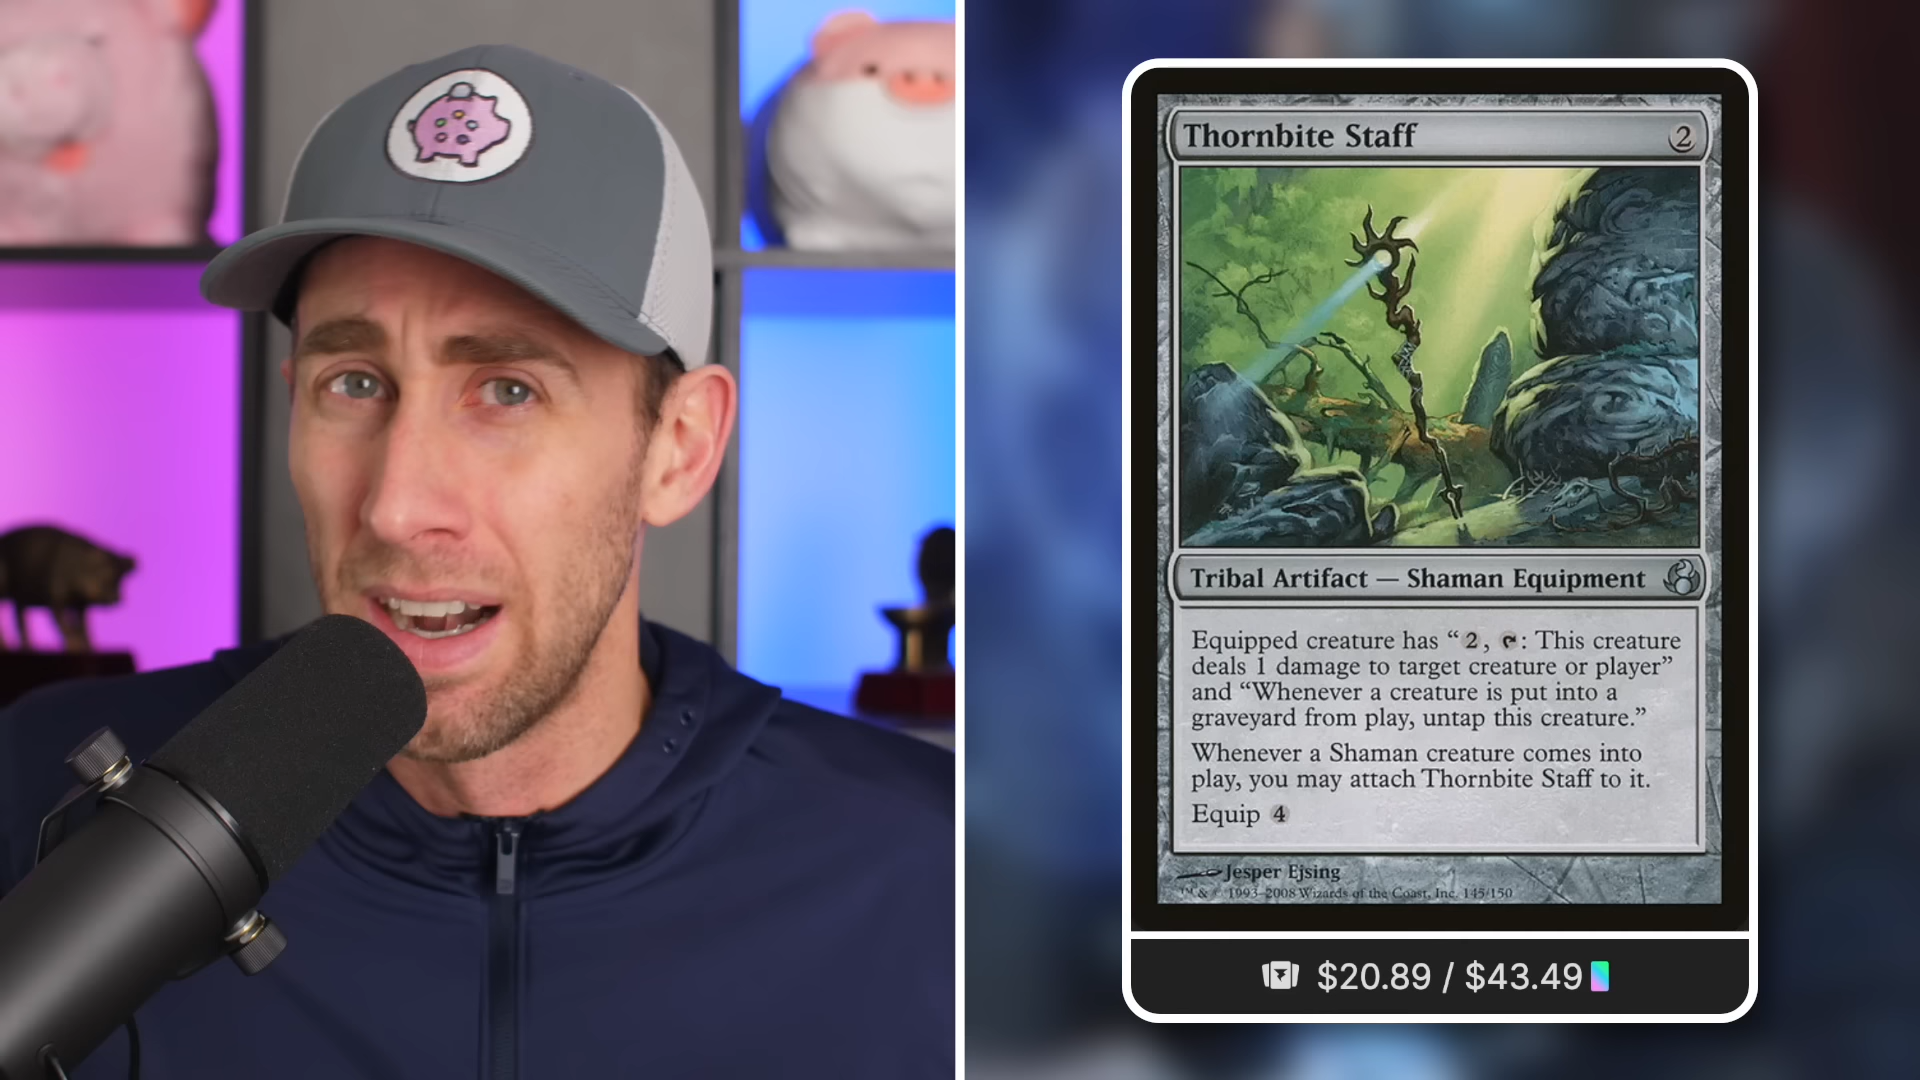 Thornbite Staff 2
Tribal Artifact — Shaman Equipment
Equipped creature has “2, : This creature
deals 1 damage to target creature or player”
and “Whenever a creature is put into a
graveyard from play, untap this creature.”
Whenever a Shaman creature comes into
play, you may attach Thornbite Staff to it.
Equip 4
Jesper Ejsing
™ & © 1993–2008 Wizards of the Coast, Inc. 145/150
$20.89 / $43.49